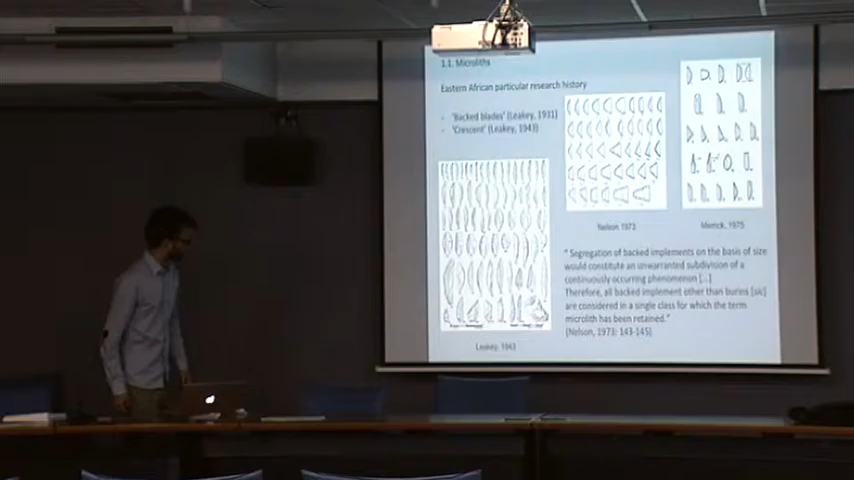 1.1. Microliths
Eastern African particular research history
- 'Backed blades' (Leakey, 1931)
- 'Crescent' (Leakey, 1943)
Nelson 1973
Merrick, 1975
Leakey, 1943
" Segregation of backed implements on the basis of size
would constitute an unwarranted subdivision of a
continuously occurring phenomenon [...]
Therefore, all backed implement other than burins [sic]
are considered in a single class for which the term
microlith has been retained."
(Nelson, 1973: 143-145)